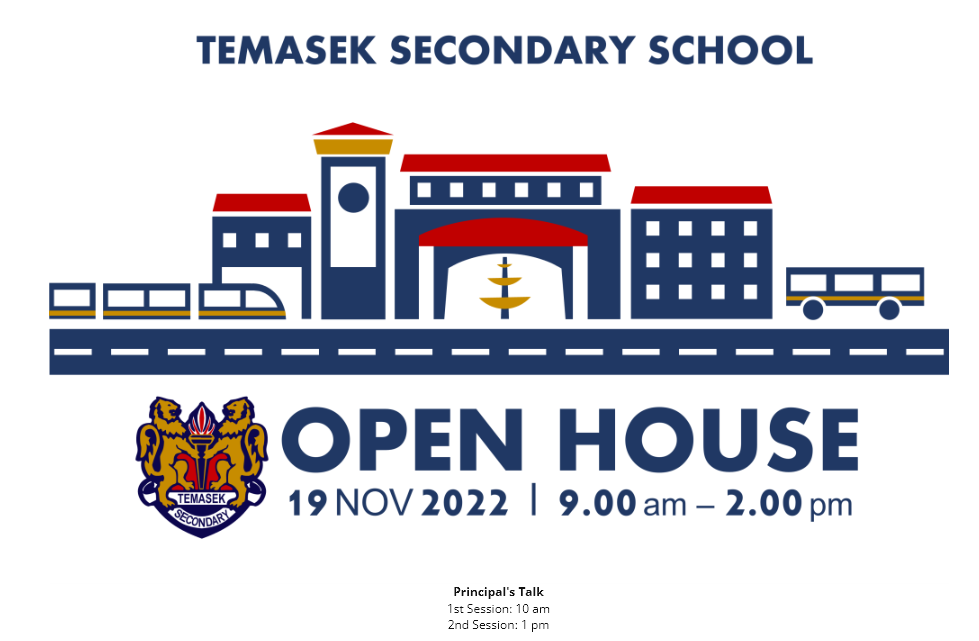 TEMASEK SECONDARY SCHOOL
OPEN HOUSE
19 NOV 2022 | 9.00 am – 2.00 pm
TEMASEK
SECONDARY
Principal's Talk
1st Session: 10 am
2nd Session: 1 pm